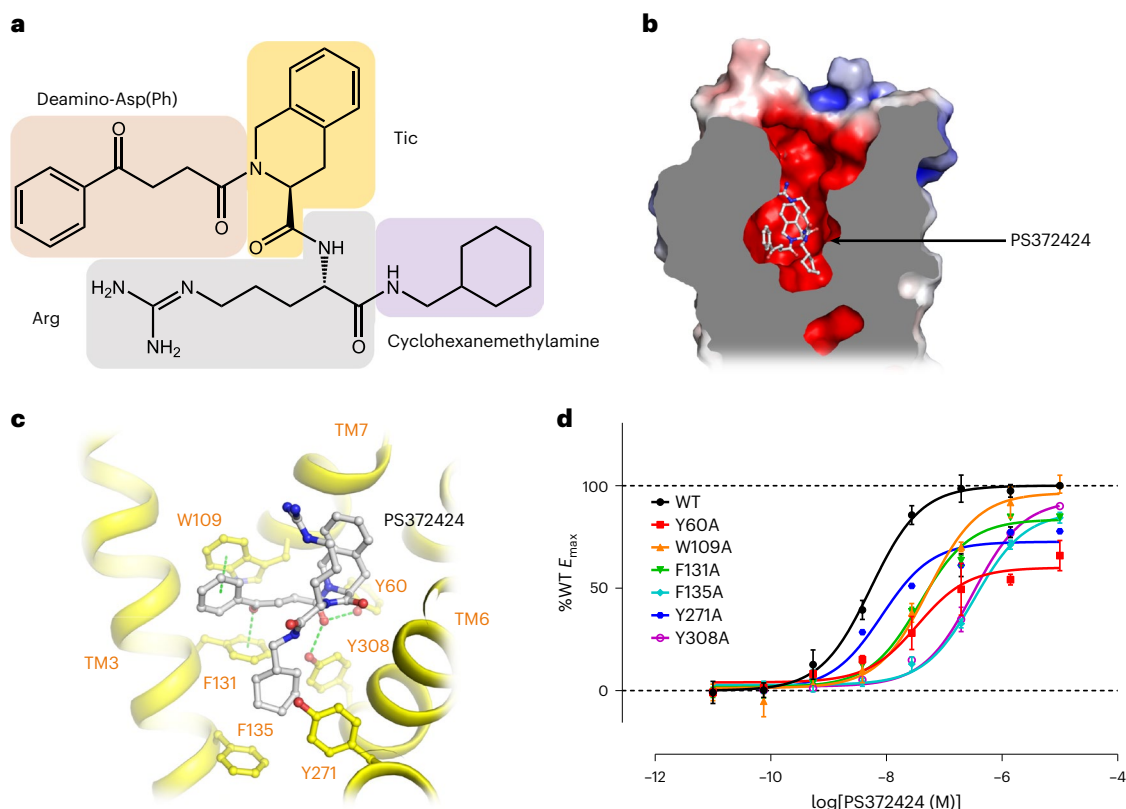 a
Deamino-Asp(Ph)
O
N
O
O
NH
Tic
H₂N
N
NH₂
Arg
O
H
N
Cyclohexanemethylamine
b
PS372424
c
TM7
W109
PS372424
Y60
TM6
Y308
TM3
F131
F135
Y271
d
%WT Emax
100
50
0
WT
Y60A
W109A
F131A
F135A
Y271A
Y308A
−12
−10
−8
−6
−4
log[PS372424 (M)]